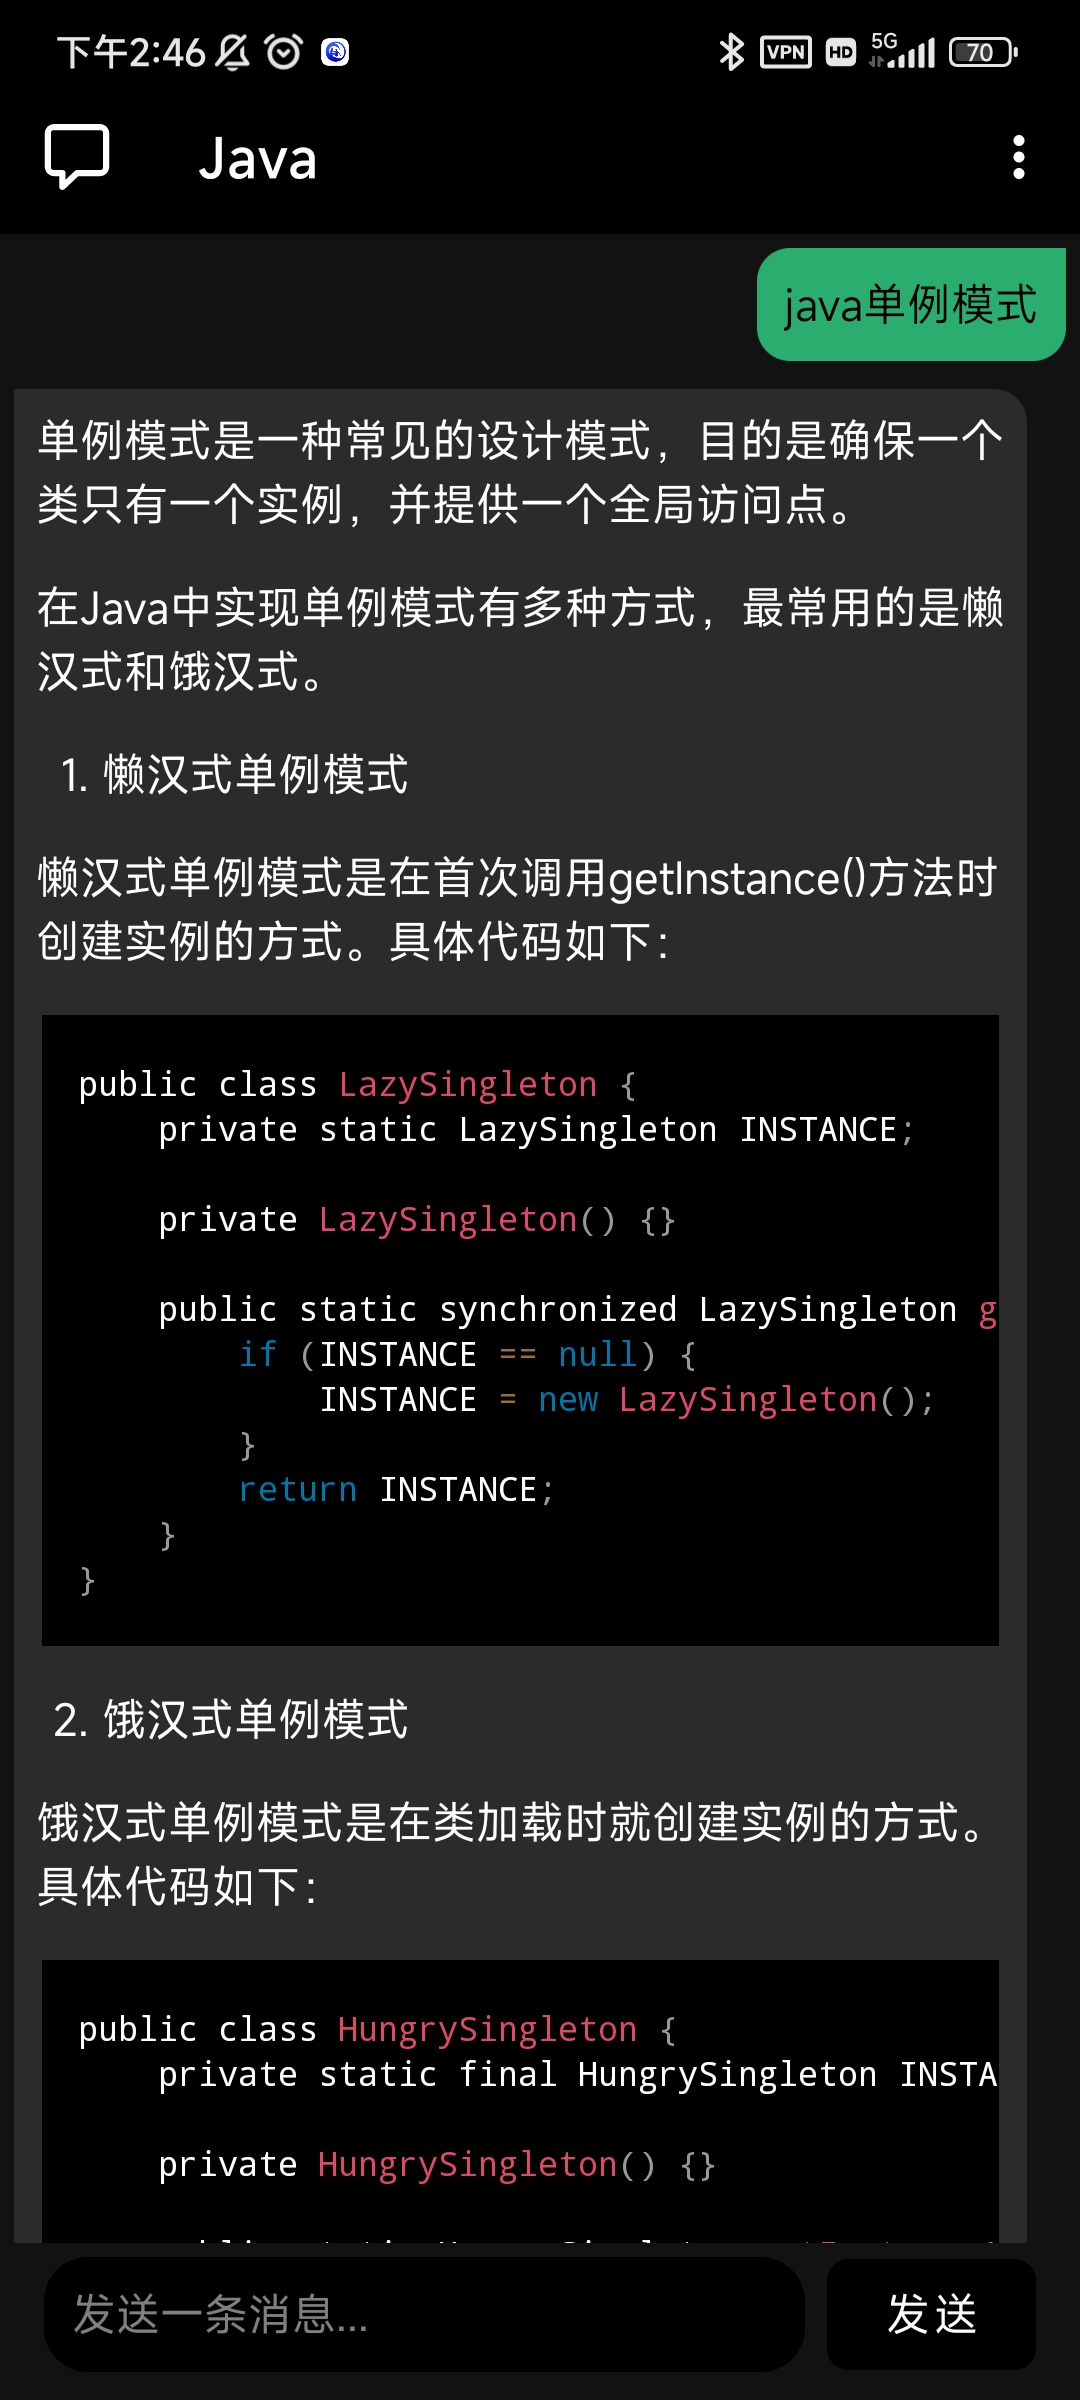 下午2:46
VPN HD 5G 70
Java
java单例模式
单例模式是一种常见的设计模式，目的是确保一个
类只有一个实例，并提供一个全局访问点。
在Java中实现单例模式有多种方式，最常用的是懒
汉式和饿汉式。
1. 懒汉式单例模式
懒汉式单例模式是在首次调用getInstance()方法时
创建实例的方式。具体代码如下：
public class LazySingleton {
    private static LazySingleton INSTANCE;
    private LazySingleton() {}
    public static synchronized LazySingleton g
        if (INSTANCE == null) {
            INSTANCE = new LazySingleton();
        }
        return INSTANCE;
    }
}
2. 饿汉式单例模式
饿汉式单例模式是在类加载时就创建实例的方式。
具体代码如下：
public class HungrySingleton {
    private static final HungrySingleton INSTA
    private HungrySingleton() {}
发送一条消息...
发送